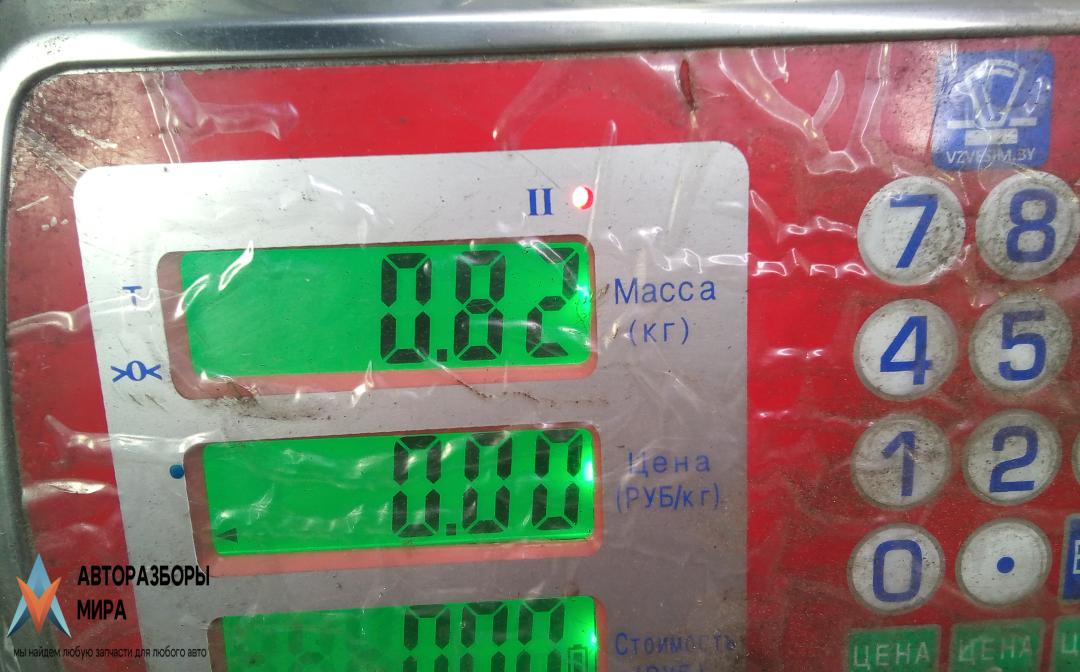 VZVESIM.BY
II
7 8
T
0.82
Масса
(кг)
>0<
4 5
0.00
Цена
(РУБ/кг)
1 2
0 .
АВТОРАЗБОРЫ
МИРА
мы найдем любую запчасти для любого авто
Стоимость
ЦЕНА ЦЕНА